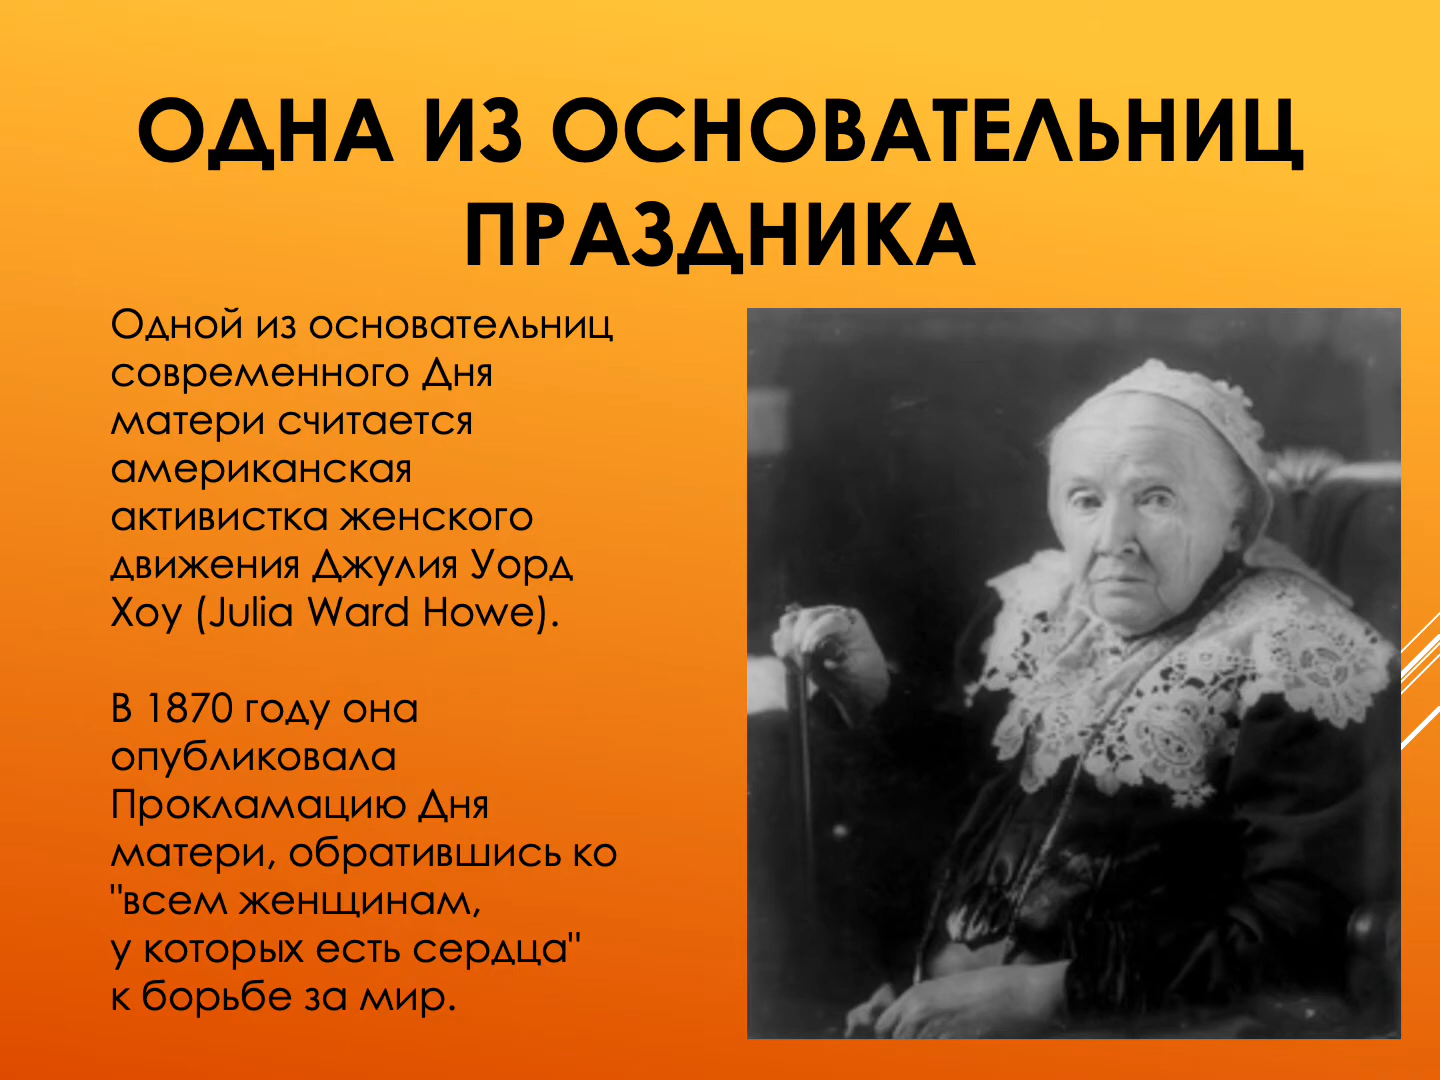 ОДНА ИЗ ОСНОВАТЕЛЬНИЦ
ПРАЗДНИКА
Одной из основательниц
современного Дня
матери считается
американская
активистка женского
движения Джулия Уорд
Хоу (Julia Ward Howe).
В 1870 году она
опубликовала
Прокламацию Дня
матери, обратившись ко
"всем женщинам,
у которых есть сердца"
к борьбе за мир.